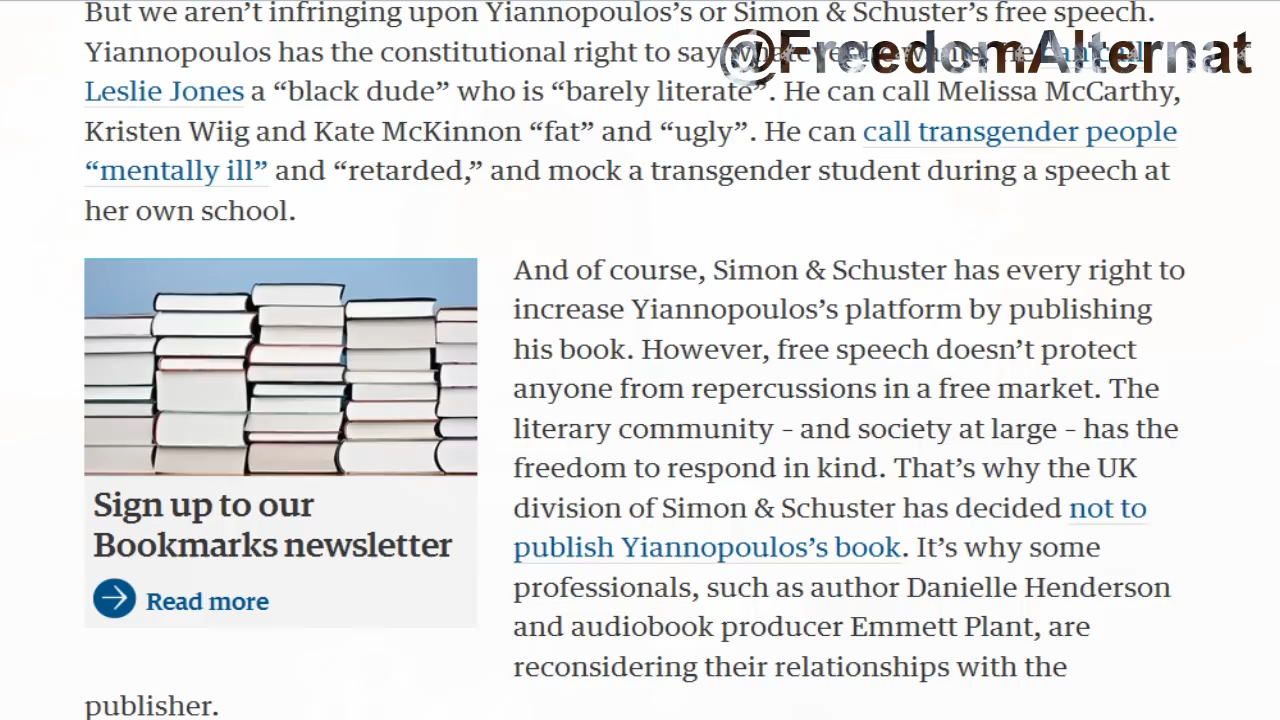 But we aren’t infringing upon Yiannopoulos’s or Simon & Schuster’s free speech.
@FreedomAlternat
Yiannopoulos has the constitutional right to say whatever he wants. He can call
Leslie Jones a “black dude” who is “barely literate”. He can call Melissa McCarthy,
Kristen Wiig and Kate McKinnon “fat” and “ugly”. He can call transgender people
“mentally ill” and “retarded,” and mock a transgender student during a speech at
her own school.
Sign up to our
Bookmarks newsletter
Read more
And of course, Simon & Schuster has every right to
increase Yiannopoulos’s platform by publishing
his book. However, free speech doesn’t protect
anyone from repercussions in a free market. The
literary community – and society at large – has the
freedom to respond in kind. That’s why the UK
division of Simon & Schuster has decided not to
publish Yiannopoulos’s book. It’s why some
professionals, such as author Danielle Henderson
and audiobook producer Emmett Plant, are
reconsidering their relationships with the
publisher.